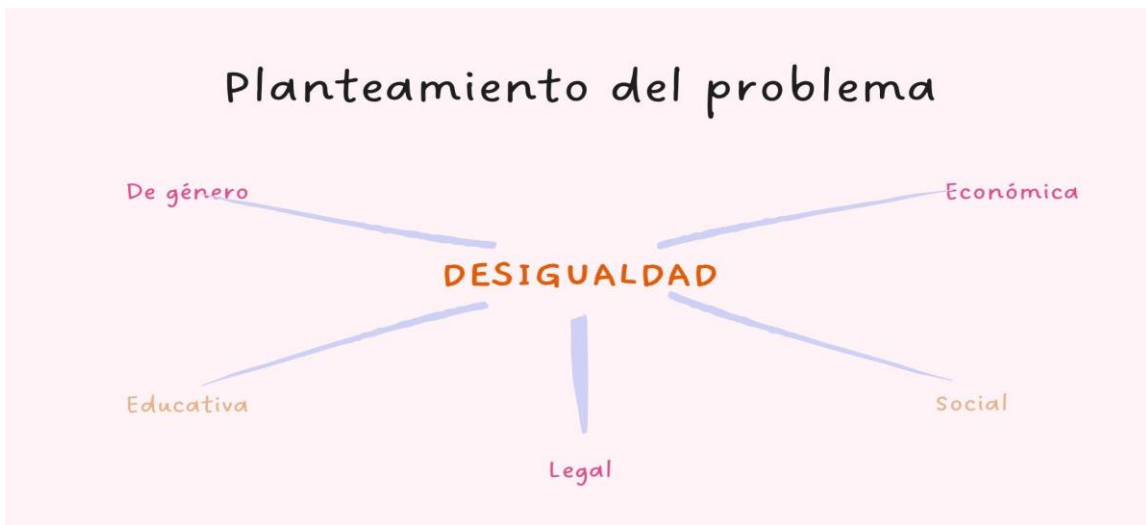 Planteamiento del problema
De género
Económica
DESIGUALDAD
Educativa
Social
Legal